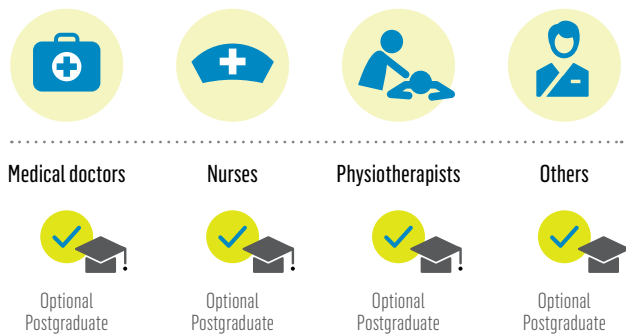 Medical doctors
Nurses
Physiotherapists
Others
Optional
Postgraduate
Optional
Postgraduate
Optional
Postgraduate
Optional
Postgraduate